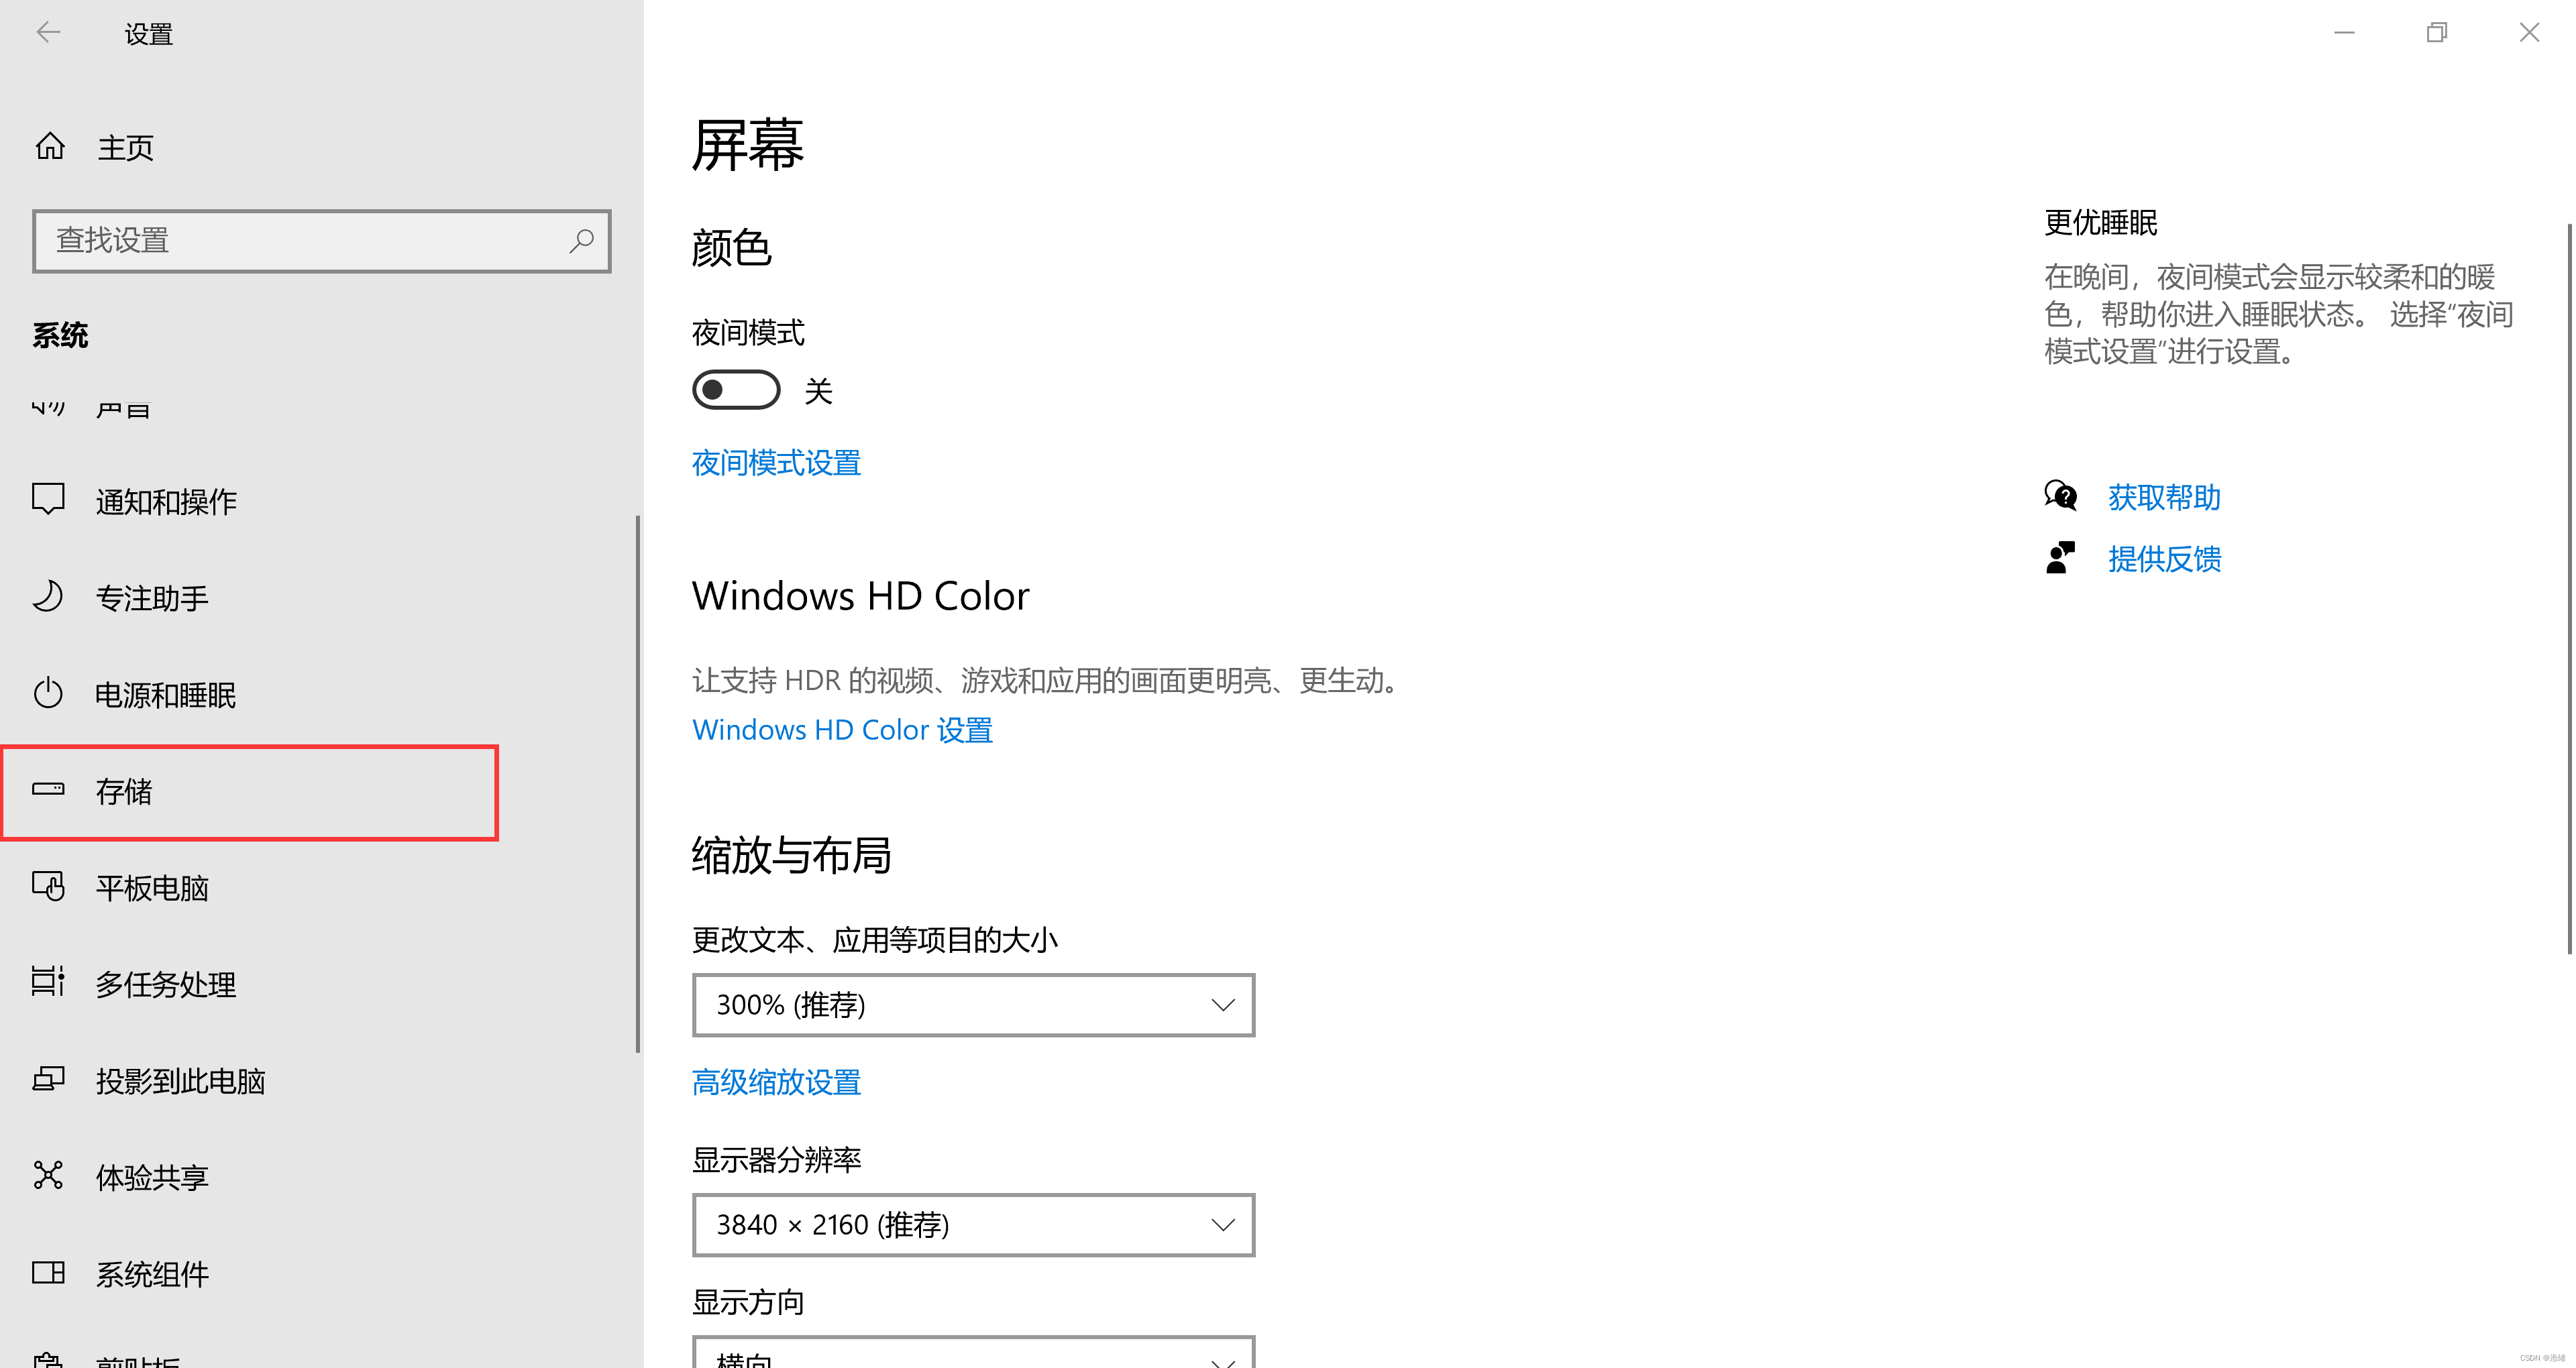 设置
主页
查找设置
系统
声音
通知和操作
专注助手
电源和睡眠
存储
平板电脑
多任务处理
投影到此电脑
体验共享
系统组件
剪贴板
屏幕
颜色
夜间模式
关
夜间模式设置
Windows HD Color
让支持 HDR 的视频、游戏和应用的画面更明亮、更生动。
Windows HD Color 设置
缩放与布局
更改文本、应用等项目的大小
300% (推荐)
高级缩放设置
显示器分辨率
3840 × 2160 (推荐)
显示方向
横向
更优睡眠
在晚间，夜间模式会显示较柔和的暖
色，帮助你进入睡眠状态。 选择“夜间
模式设置”进行设置。
获取帮助
提供反馈
CSDN @浩绪